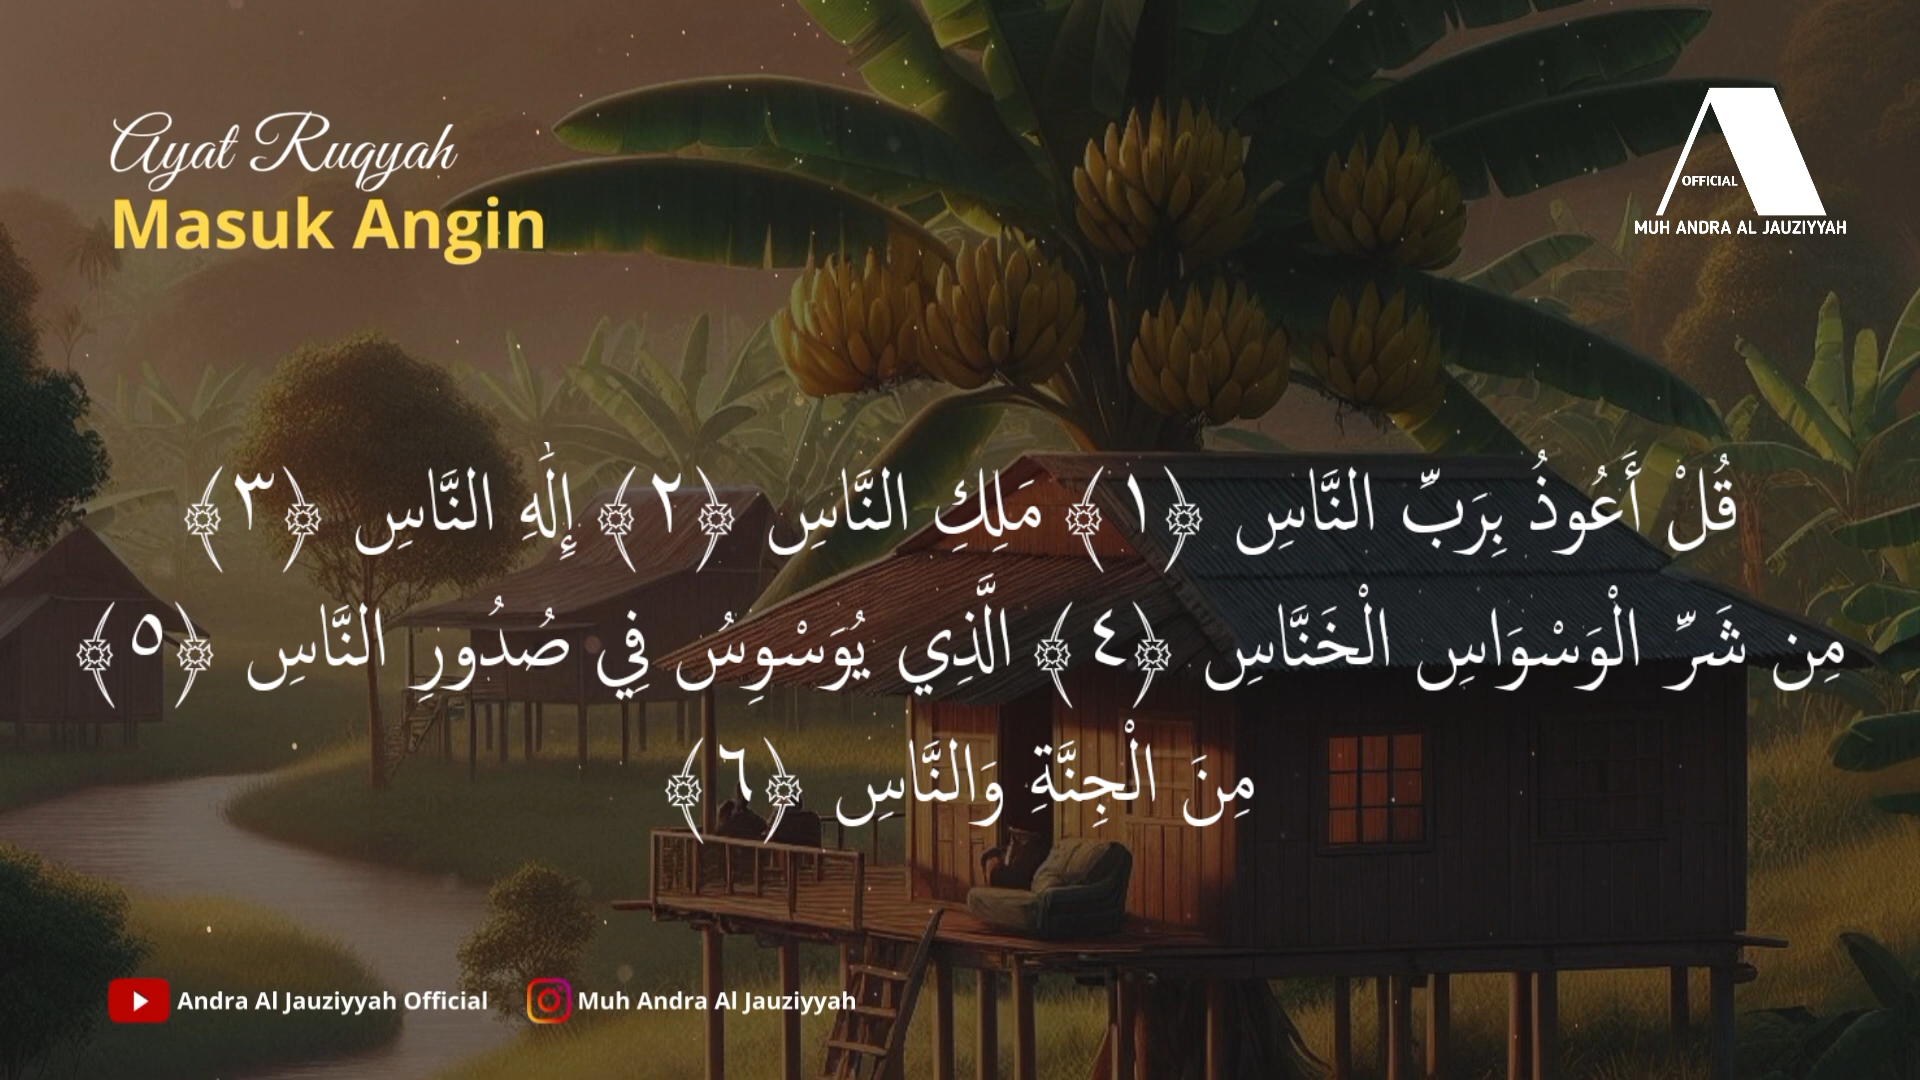 Ayat Ruqyah
Masuk Angin
OFFICIAL
MUH ANDRA AL JAUZIYYAH
قُلْ أَعُوذُ بِرَبِّ النَّاسِ ﴿١﴾ مَلِكِ النَّاسِ ﴿٢﴾ إِلَٰهِ النَّاسِ ﴿٣﴾
مِن شَرِّ الْوَسْوَاسِ الْخَنَّاسِ ﴿٤﴾ الَّذِي يُوَسْوِسُ فِي صُدُورِ النَّاسِ ﴿٥﴾
مِنَ الْجِنَّةِ وَالنَّاسِ ﴿٦﴾
Andra Al Jauziyyah Official
Muh Andra Al Jauziyyah